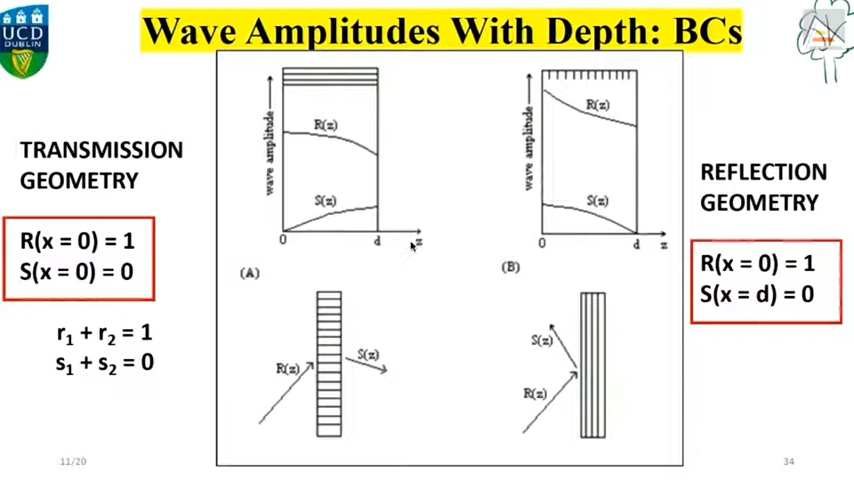 UCD
DUBLIN
Wave Amplitudes With Depth: BCs
TRANSMISSION
GEOMETRY
R(x = 0) = 1
S(x = 0) = 0
r₁ + r₂ = 1
s₁ + s₂ = 0
wave amplitude
R(z)
S(z)
0
d
z
(A)
R(z)
S(z)
wave amplitude
R(z)
S(z)
0
d
z
(B)
S(z)
R(z)
REFLECTION
GEOMETRY
R(x = 0) = 1
S(x = d) = 0
11/20
34